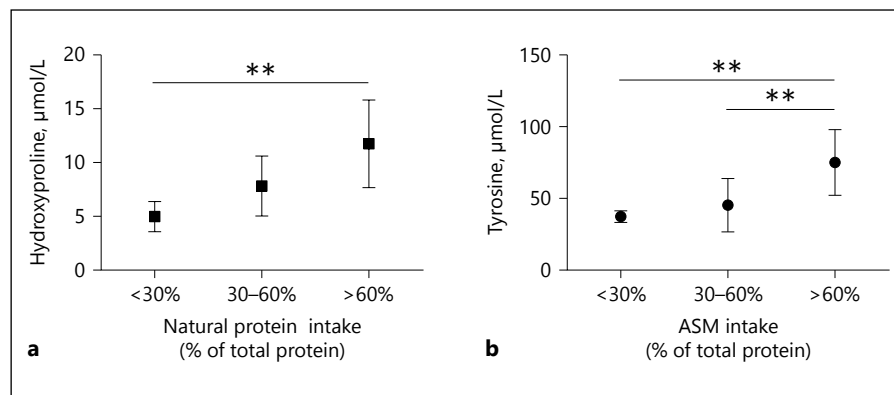 20
15
10
5
0
Hydroxyproline, µmol/L
**
<30%
30–60%
>60%
Natural protein intake
(% of total protein)
a
150
100
50
0
Tyrosine, µmol/L
**
**
<30%
30–60%
>60%
ASM intake
(% of total protein)
b